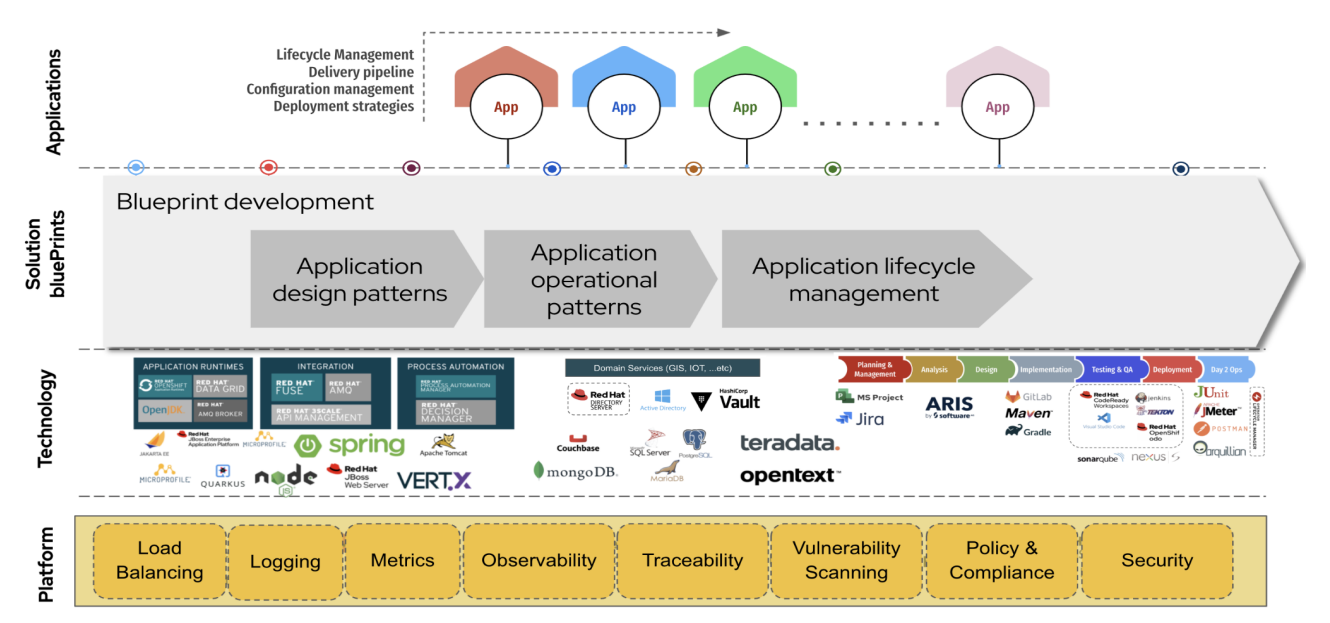 Applications
Lifecycle Management
Delivery pipeline
Configuration management
Deployment strategies
App
App
App
App
Solution
bluePrints
Blueprint development
Application
design patterns
Application
operational
patterns
Application lifecycle
management
Technology
APPLICATION RUNTIMES
RED HAT
OPENSHIFT
RED HAT
DATA GRID
OpenJDK
RED HAT
AMQ BROKER
INTEGRATION
RED HAT
FUSE
RED HAT
AMQ
RED HAT 3SCALE
API MANAGEMENT
PROCESS AUTOMATION
RED HAT
PROCESS AUTOMATION
MANAGER
RED HAT
DECISION
MANAGER
JAKARTA EE
Red Hat
JBoss Enterprise
Application Platform
MICROPROFILE
spring
Apache Tomcat
MICROPROFILE
QUARKUS
node
JS
Red Hat
JBoss
Web Server
VERT.X
Domain Services (GIS, IOT, ...etc)
Red Hat
DIRECTORY
SERVER
Active Directory
HashiCorp
Vault
Couchbase
SQL Server
PostgreSQL
teradata.
mongoDB.
MariaDB
opentext™
Planning &
Management
Analysis
Design
Implementation
Testing & QA
Deployment
Day 2 Ops
MS Project
Jira
ARIS
by software AG
GitLab
Maven™
Gradle
Red Hat
CodeReady
Workspaces
Visual Studio Code
jenkins
TEKTON
Red Hat
OpenShift
odo
sonarqube
nexus
JUnit
APACHE
JMeter™
POSTMAN
arquillian
Platform
Load
Balancing
Logging
Metrics
Observability
Traceability
Vulnerability
Scanning
Policy &
Compliance
Security